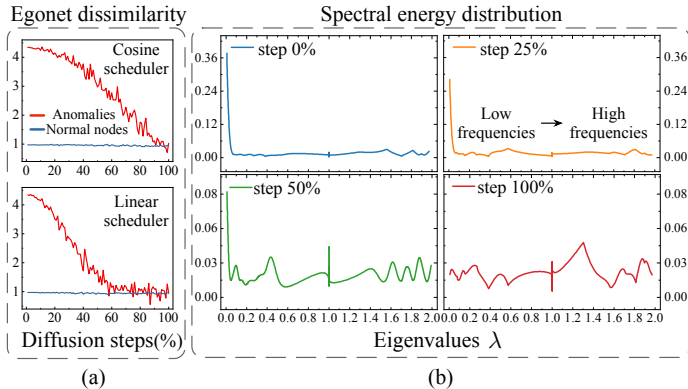 Egonet dissimilarity
Spectral energy distribution
4
3
2
1
Cosine
scheduler
Anomalies
Normal nodes
0 20 40 60 80 100
4
3
2
1
Linear
scheduler
0 20 40 60 80 100
Diffusion steps(%)
(a)
0.36
0.24
0.12
0.00
step 0%
step 25%
Low
frequencies
High
frequencies
0.36
0.24
0.12
0.00
0.08
0.06
0.03
0.00
step 50%
step 100%
0.09
0.06
0.03
0.00
0.0 0.2 0.4 0.6 0.8 1.0 1.2 1.4 1.6 1.8 2.0
0.0 0.2 0.4 0.6 0.8 1.0 1.2 1.4 1.6 1.8 2.0
Eigenvalues λ
(b)